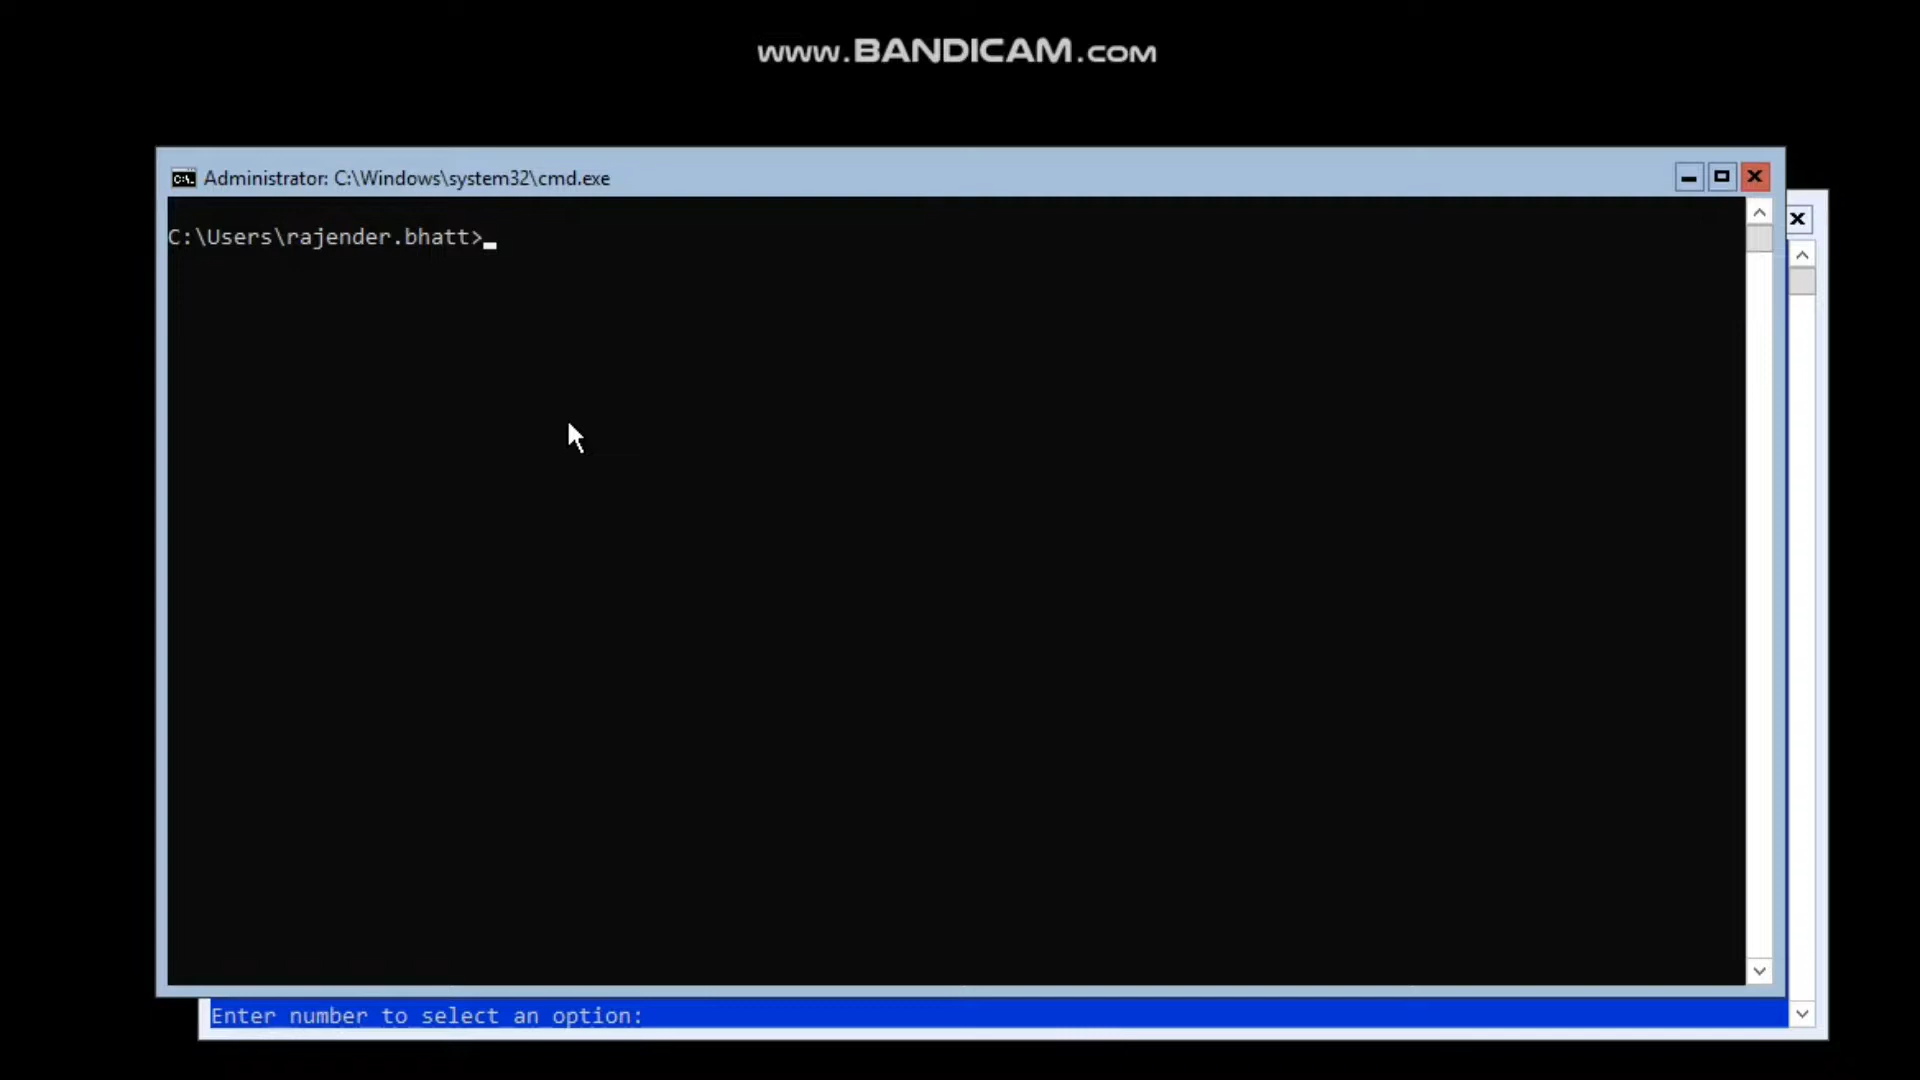 www.BANDICAM.com
Administrator: C:\Windows\system32\cmd.exe
C:\Users\rajender.bhatt>
Enter number to select an option: